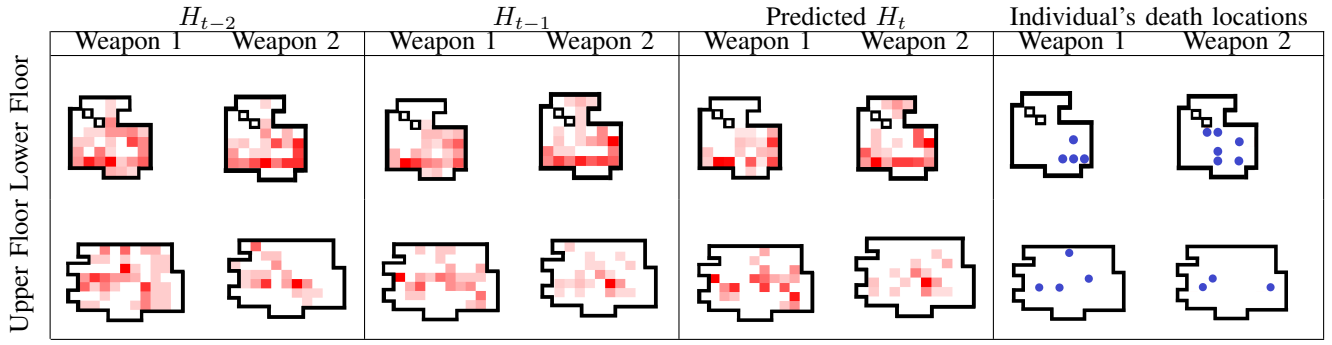 H_{t-2} H_{t-1} Predicted H_t Individual's death locations
Weapon 1 Weapon 2 Weapon 1 Weapon 2 Weapon 1 Weapon 2 Weapon 1 Weapon 2
Upper Floor Lower Floor